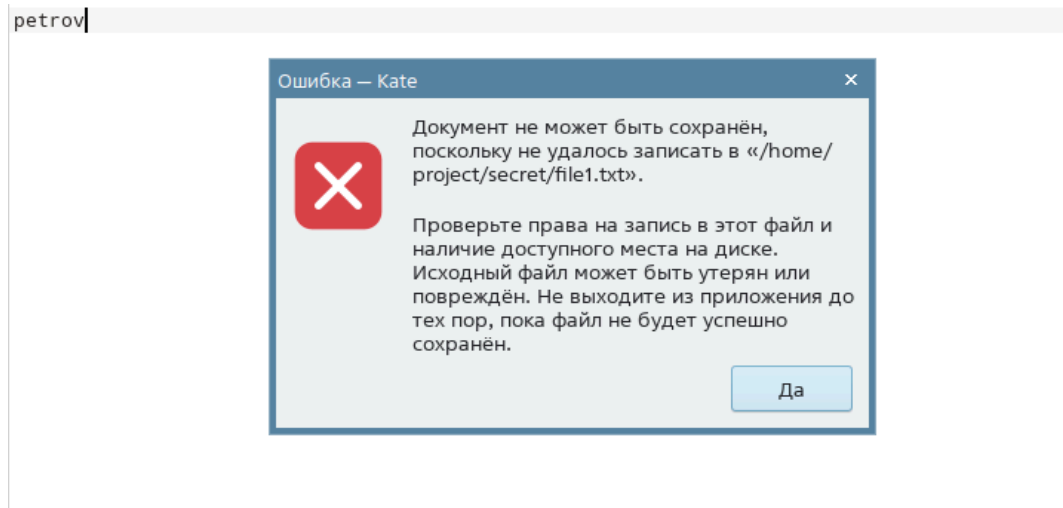 petrov
Ошибка — Kate
Документ не может быть сохранён,
поскольку не удалось записать в «/home/
project/secret/file1.txt».
Проверьте права на запись в этот файл и
наличие доступного места на диске.
Исходный файл может быть утерян или
повреждён. Не выходите из приложения до
тех пор, пока файл не будет успешно
сохранён.
Да